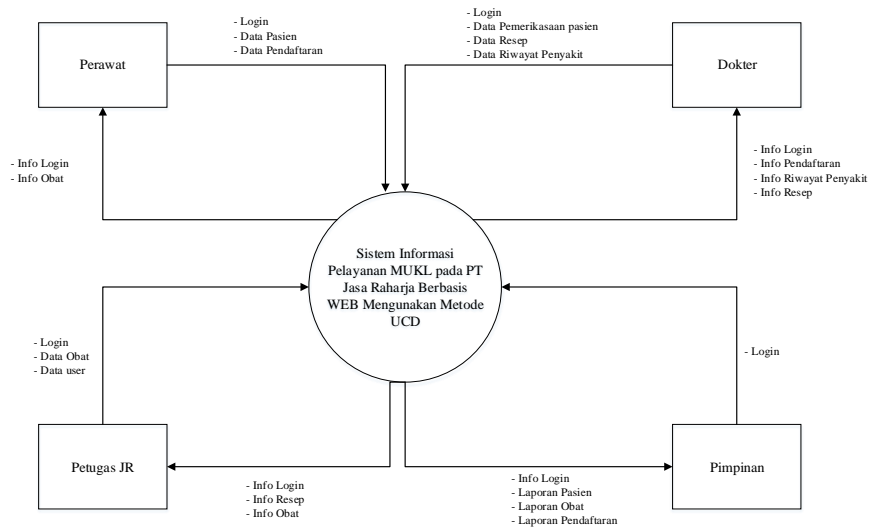 - Login
- Data Pasien
- Data Pendaftaran
- Login
- Data Pemerikasaan pasien
- Data Resep
- Data Riwayat Penyakit
Perawat
Dokter
- Info Login
- Info Obat
- Info Login
- Info Pendaftaran
- Info Riwayat Penyakit
- Info Resep
Sistem Informasi
Pelayanan MUKL pada PT
Jasa Raharja Berbasis
WEB Mengunakan Metode
UCD
- Login
- Data Obat
- Data user
- Login
Petugas JR
Pimpinan
- Info Login
- Info Resep
- Info Obat
- Info Login
- Laporan Pasien
- Laporan Obat
- Laporan Pendaftaran